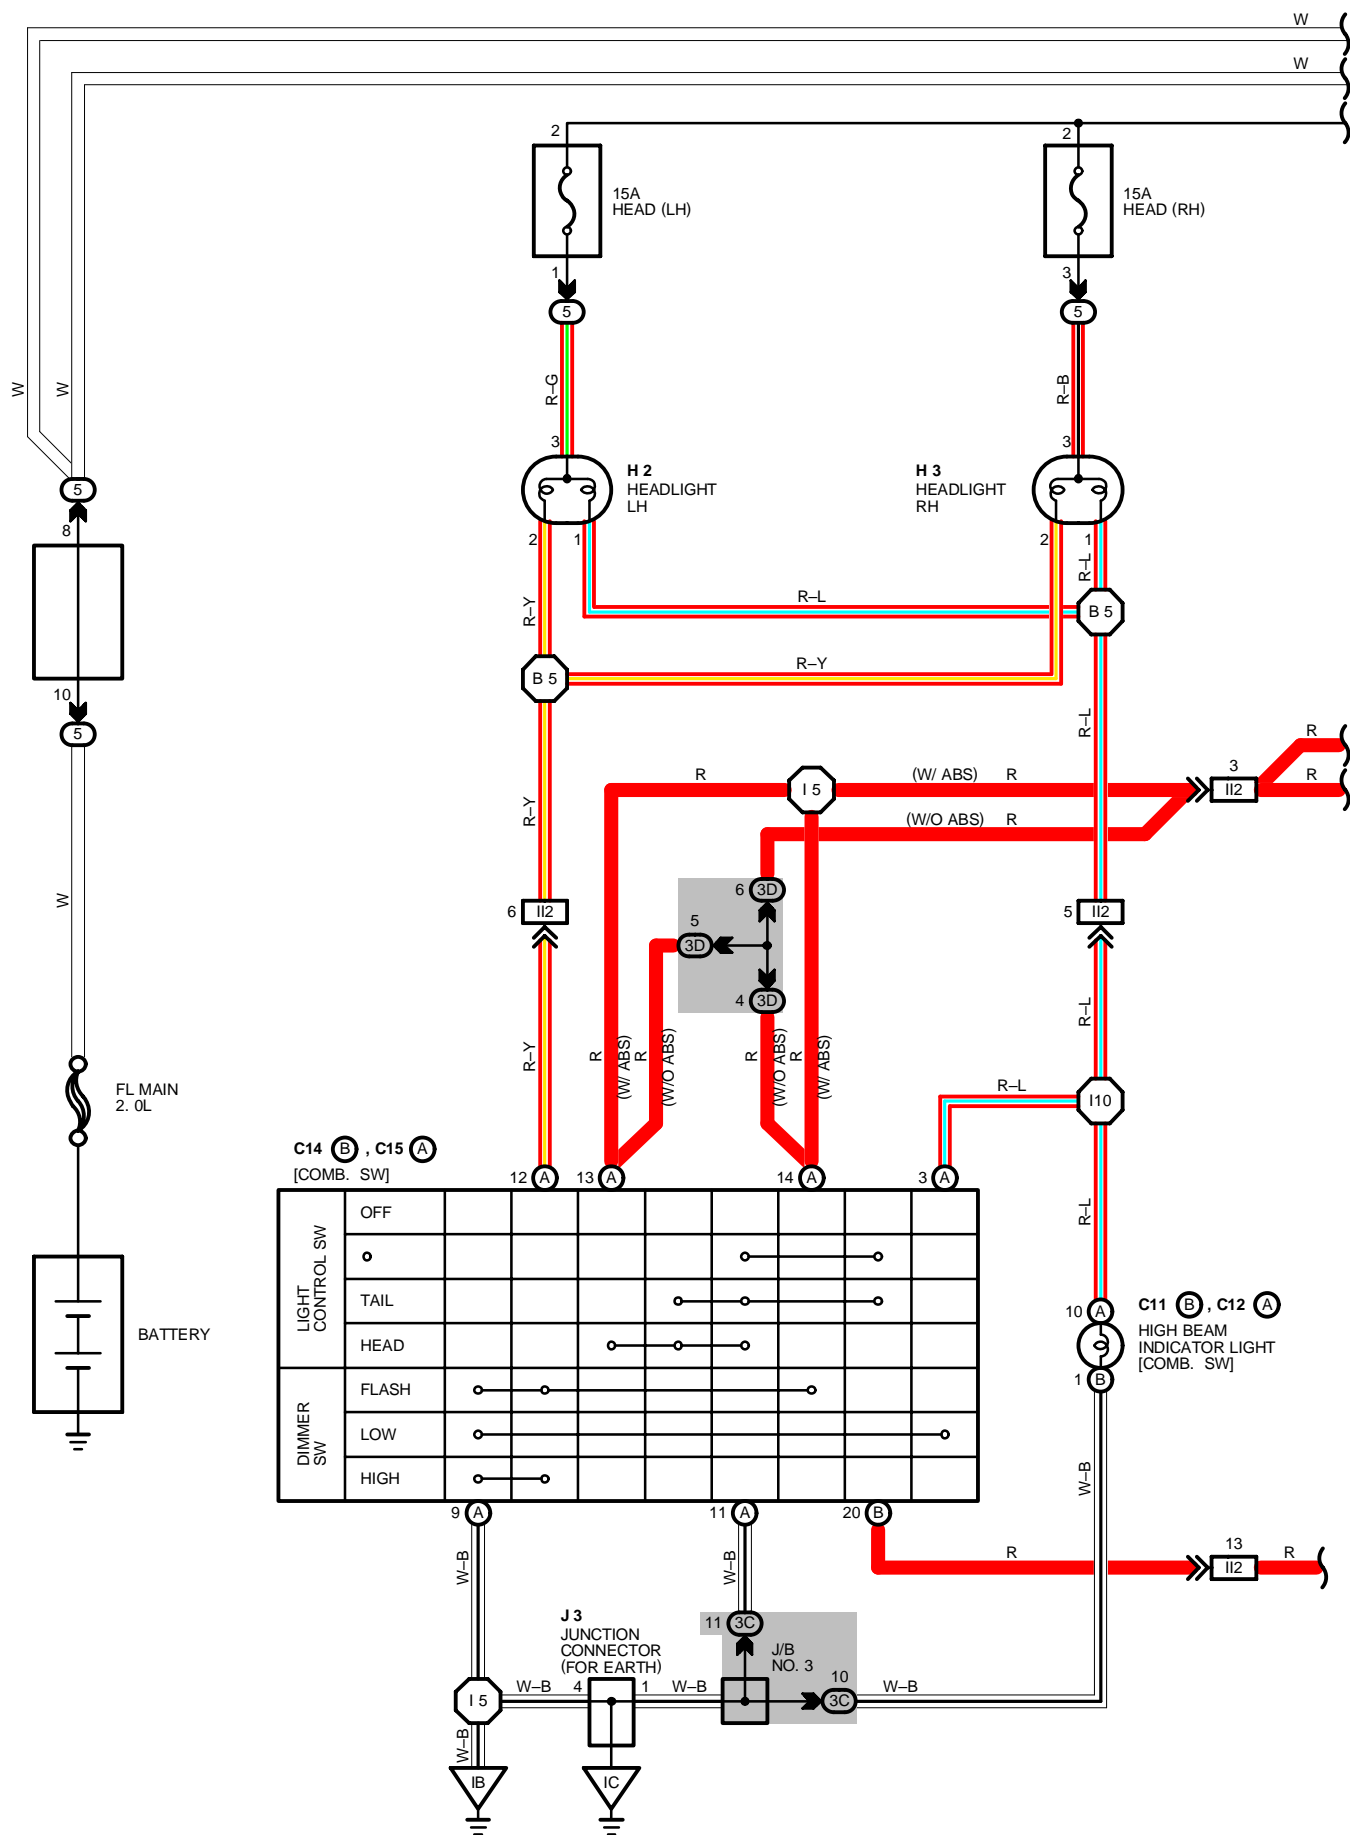 W
W
2
2
15A
HEAD (LH)
15A
HEAD (RH)
1
3
5
5
W
W
R–G
R–B
3
3
5
H 2
HEADLIGHT
LH
H 3
HEADLIGHT
RH
8
2
1
2
1
R–L
R–L
R–Y
B 5
R–Y
B 5
10
5
R–L
R
3
R
I 5
(W/ ABS) R
II2
R
R–Y
(W/O ABS) R
W
6 3D
6 II2
5 II2
5
3D
4 3D
R–L
R–Y
R
(W/ ABS)
R
(W/O ABS)
R
(W/O ABS)
R
(W/ ABS)
R–L
I10
FL MAIN
2. 0L
C14 B , C15 A
[COMB. SW]
12 A
13 A
14 A
3 A
LIGHT
CONTROL SW
OFF
TAIL
HEAD
DIMMER
SW
FLASH
LOW
HIGH
R–L
BATTERY
10 A
C11 B , C12 A
HIGH BEAM
INDICATOR LIGHT
[COMB. SW]
1 B
9 A
11 A
20 B
W–B
W–B
W–B
R
13
II2
R
J 3
JUNCTION
CONNECTOR
(FOR EARTH)
11 3C
J/B
NO. 3
10
3C
I 5
W–B
4
1
W–B
W–B
W–B
IB
IC